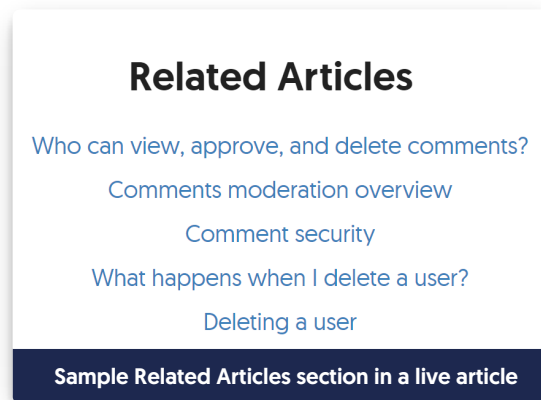 Related Articles
Who can view, approve, and delete comments?
Comments moderation overview
Comment security
What happens when I delete a user?
Deleting a user
Sample Related Articles section in a live article